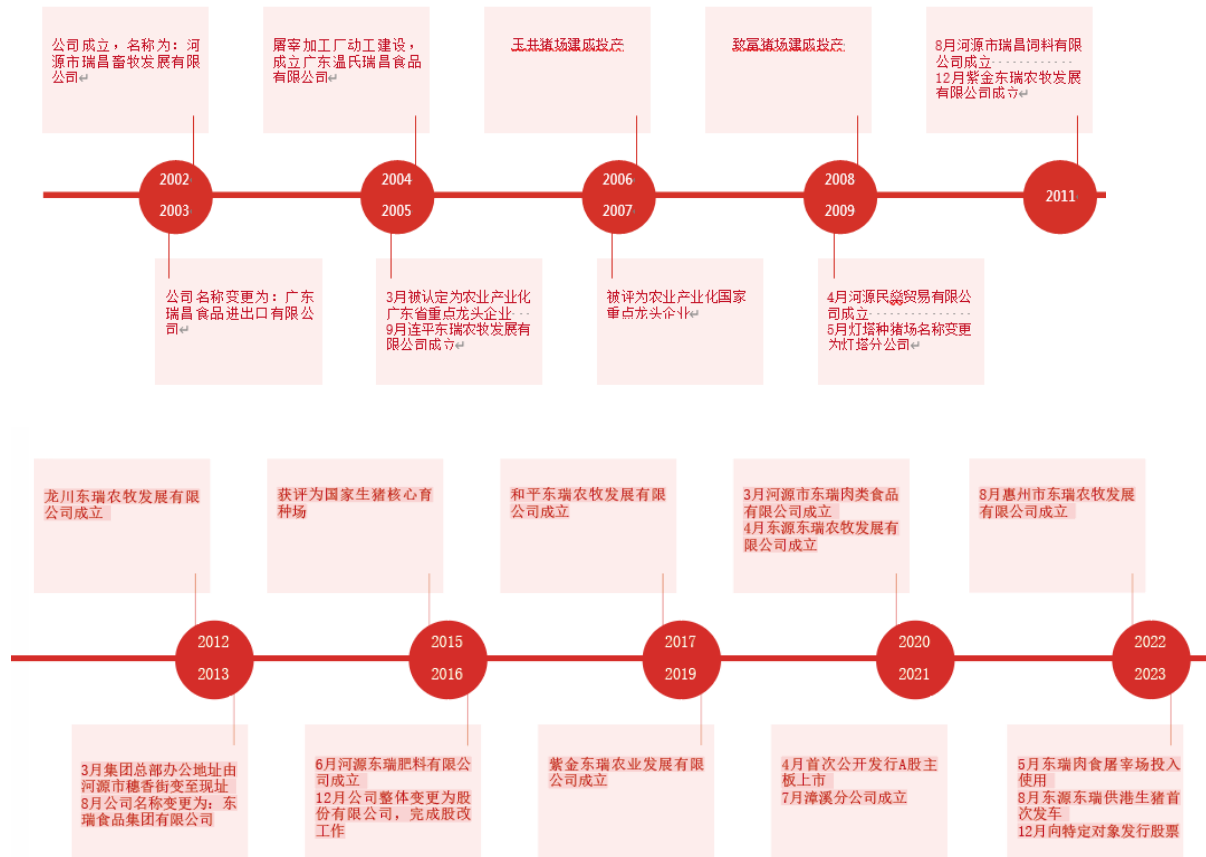 公司成立，名称为：河
源市瑞昌畜牧发展有限
公司
屠宰加工厂动工建设，
成立广东温氏瑞昌食品
有限公司
玉井猪场建成投产
致富猪场建成投产
8月河源市瑞昌饲料有限
公司成立
12月紫金东瑞农牧发展
有限公司成立
2002
2003
2004
2005
2006
2007
2008
2009
2011
公司名称变更为：广东
瑞昌食品进出口有限公
司
3月被认定为农业产业化
广东省重点龙头企业
9月连平东瑞农牧发展有
限公司成立
被评为农业产业化国家
重点龙头企业
4月河源民燊贸易有限公
司成立
5月灯塔种猪场名称变更
为灯塔分公司
龙川东瑞农牧发展有限
公司成立
获评为国家生猪核心育
种场
和平东瑞农牧发展有限
公司成立
3月河源市东瑞肉类食品
有限公司成立
4月东源东瑞农牧发展有
限公司成立
8月惠州市东瑞农牧发展
有限公司成立
2012
2013
2015
2016
2017
2019
2020
2021
2022
2023
3月集团总部办公地址由
河源市穗香街变至现址
8月公司名称变更为：东
瑞食品集团有限公司
6月河源东瑞肥料有限公
司成立
12月公司整体变更为股
份有限公司，完成股改
工作
紫金东瑞农业发展有限
公司成立
4月首次公开发行A股主
板上市
7月漳溪分公司成立
5月东瑞肉食屠宰场投入
使用
8月东源东瑞供港生猪首
次发车
12月向特定对象发行股票